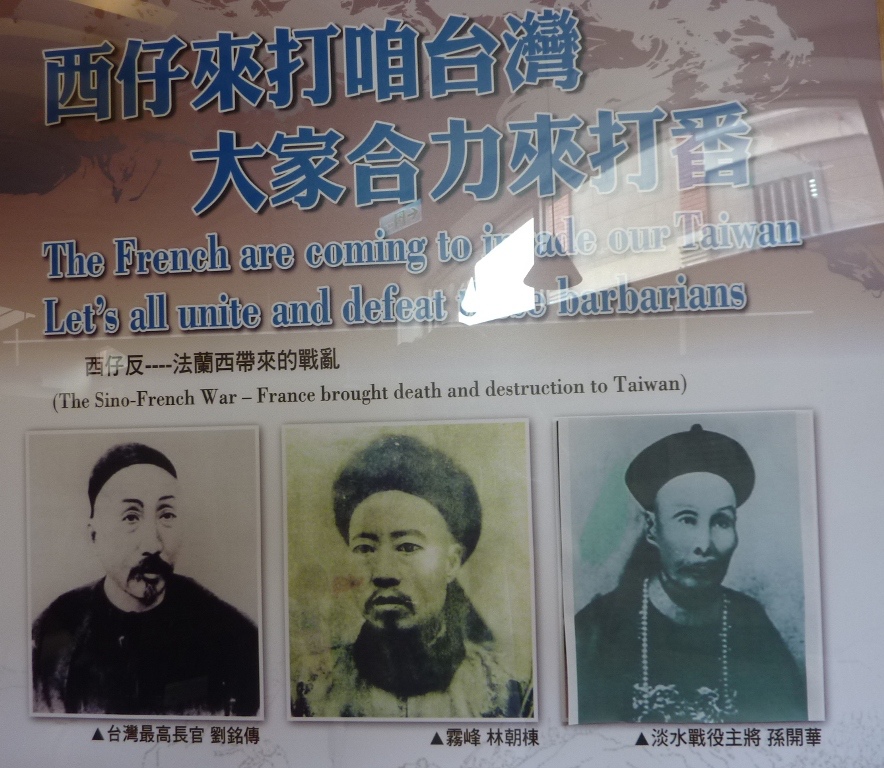 西仔來打咱台灣
大家合力來打番
The French are coming to our Taiwan
Let's all unite and defeat barbarians
西仔反----法蘭西帶來的戰亂
(The Sino-French War – France brought death and destruction to Taiwan)
▲台灣最高長官 劉銘傳
▲霧峰 林朝棟
▲淡水戰役主將 孫開華